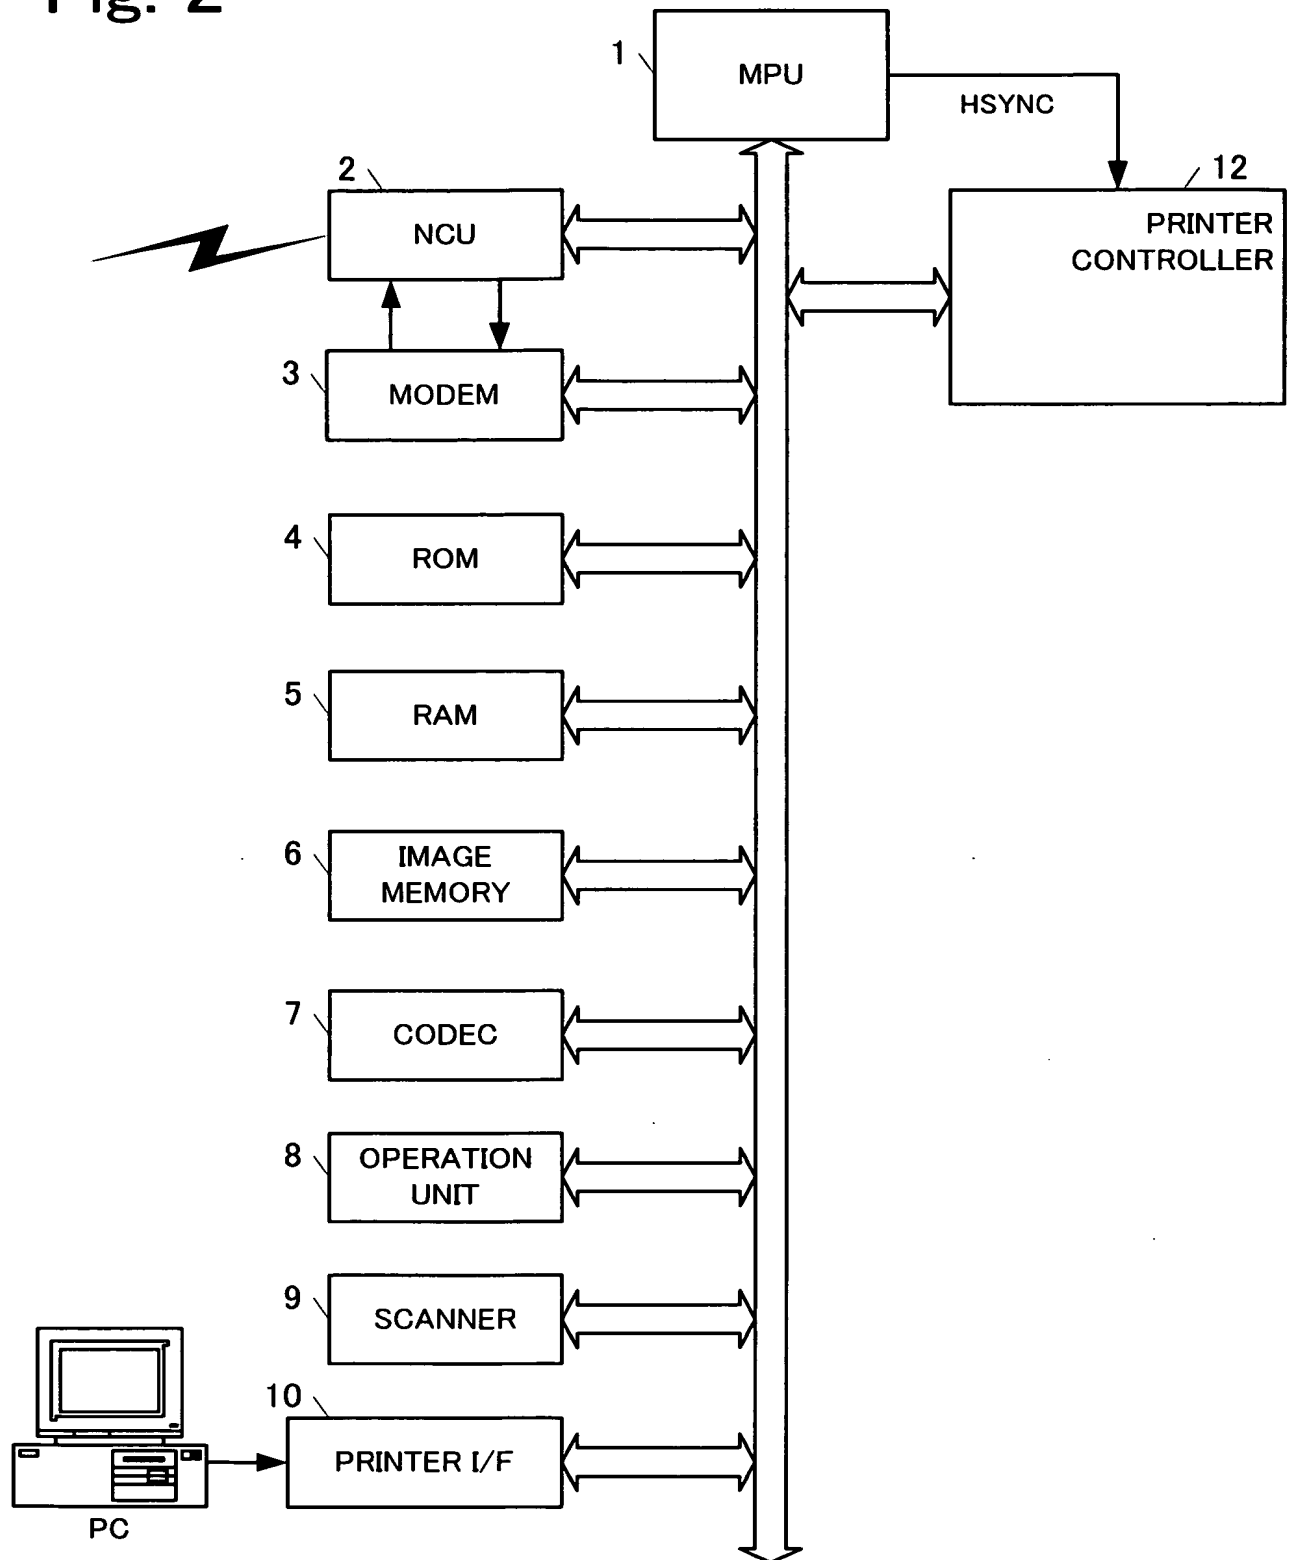 Fig. 2
1
MPU
HSYNC
2
NCU
12
PRINTER
CONTROLLER
3
MODEM
4
ROM
5
RAM
6
IMAGE
MEMORY
7
CODEC
8
OPERATION
UNIT
9
SCANNER
10
PRINTER I/F
PC